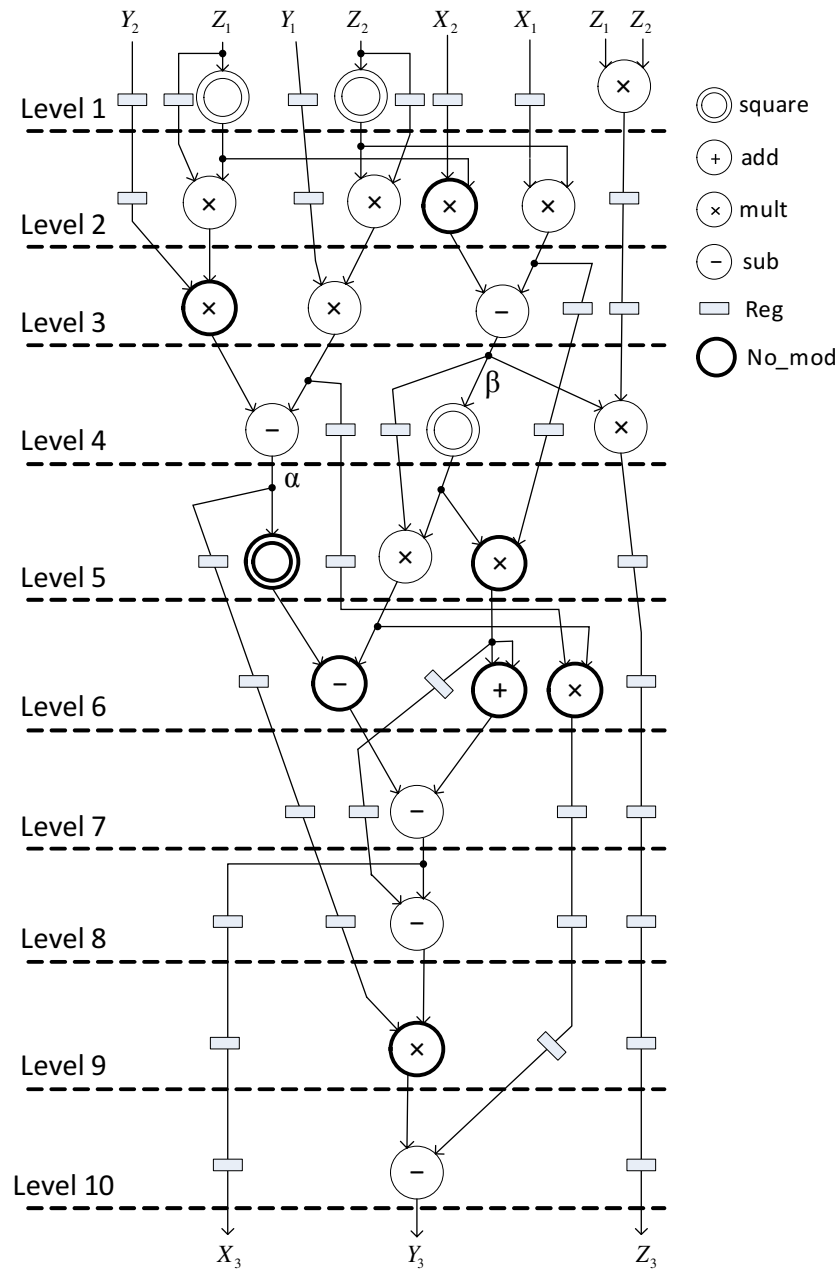 Y2 Z1 Y1 Z2 X2 X1 Z1 Z2
Level 1 × square
+ add
Level 2 × × × × × mult
− sub
Level 3 × × − Reg
No_mod
β
Level 4 − ×
α
Level 5 × ×
Level 6 − + ×
Level 7 −
Level 8 −
Level 9 ×
Level 10 −
X3 Y3 Z3